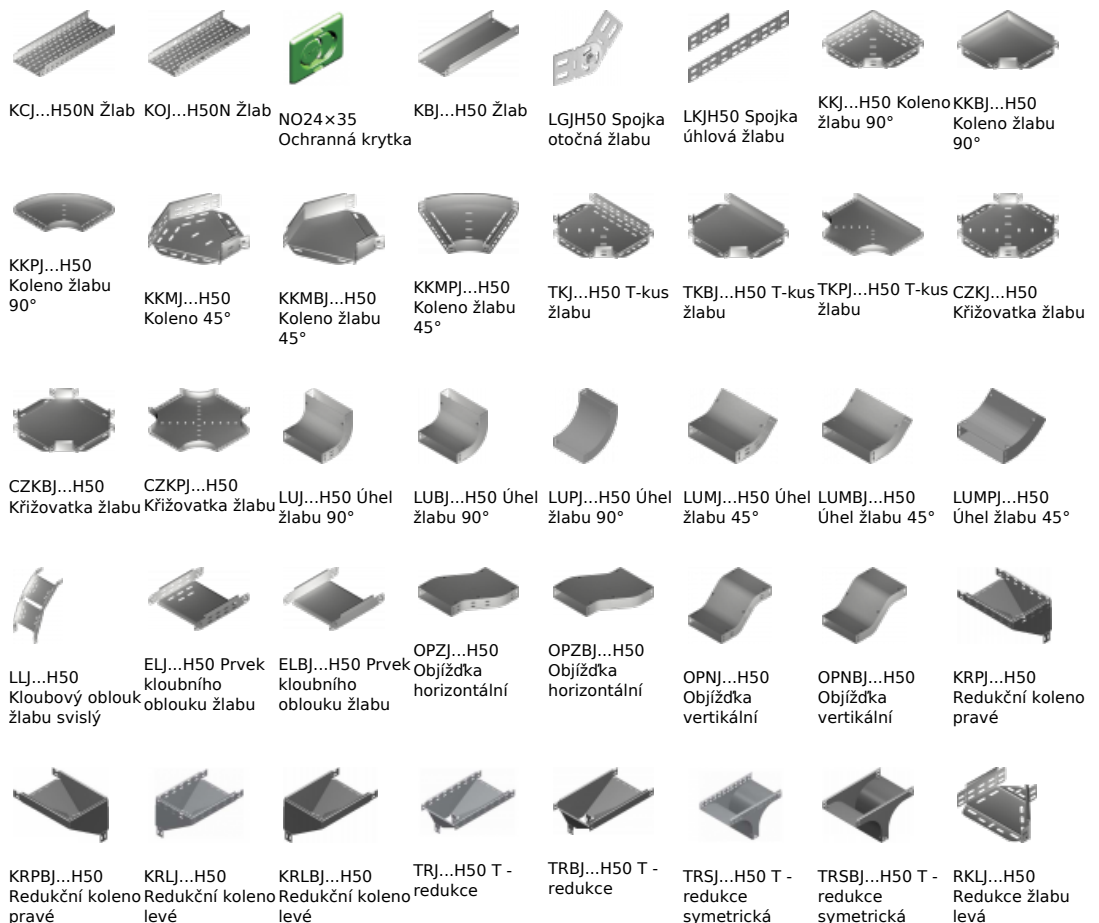 KCJ...H50N Žlab
KOJ...H50N Žlab
NO24×35
Ochranná krytka
KBJ...H50 Žlab
LGJH50 Spojka
otočná žlabu
LKJH50 Spojka
úhlová žlabu
KKJ...H50 Koleno
žlabu 90°
KKBJ...H50
Koleno žlabu
90°
KKPJ...H50
Koleno žlabu
90°
KKMJ...H50
Koleno 45°
KKMBJ...H50
Koleno žlabu
45°
KKMPJ...H50
Koleno žlabu
45°
TKJ...H50 T-kus
žlabu
TKBJ...H50 T-kus
žlabu
TKPJ...H50 T-kus
žlabu
CZKJ...H50
Křižovatka žlabu
CZKBJ...H50
Křižovatka žlabu
CZKPJ...H50
Křižovatka žlabu
LUJ...H50 Úhel
žlabu 90°
LUBJ...H50 Úhel
žlabu 90°
LUPJ...H50 Úhel
žlabu 90°
LUMJ...H50 Úhel
žlabu 45°
LUMBJ...H50
Úhel žlabu 45°
LUMPJ...H50
Úhel žlabu 45°
LLJ...H50
Kloubový oblouk
žlabu svislý
ELJ...H50 Prvek
kloubního
oblouku žlabu
ELBJ...H50 Prvek
kloubního
oblouku žlabu
OPZJ...H50
Objížďka
horizontální
OPZBJ...H50
Objížďka
horizontální
OPNJ...H50
Objížďka
vertikální
OPNBJ...H50
Objížďka
vertikální
KRPJ...H50
Redukční koleno
pravé
KRPBJ...H50
Redukční koleno
pravé
KRLJ...H50
Redukční koleno
levé
KRLBJ...H50
Redukční koleno
levé
TRJ...H50 T -
redukce
TRBJ...H50 T -
redukce
TRSJ...H50 T -
redukce
symetrická
TRSBJ...H50 T -
redukce
symetrická
RKLJ...H50
Redukce žlabu
levá